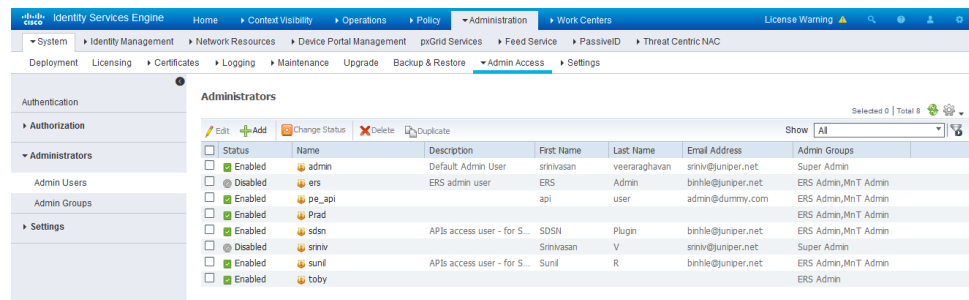 cisco Identity Services Engine Home Context Visibility Operations Policy Administration Work Centers License Warning
System Identity Management Network Resources Device Portal Management pxGrid Services Feed Service PassiveID Threat Centric NAC
Deployment Licensing Certificates Logging Maintenance Upgrade Backup & Restore Admin Access Settings
Authentication
Authorization
Administrators
Admin Users
Admin Groups
Settings
Administrators
Selected 0 | Total 8
Edit Add Change Status Delete Duplicate Show All
Status Name Description First Name Last Name Email Address Admin Groups
Enabled admin Default Admin User srinivasan veeraraghavan sriniv@juniper.net Super Admin
Disabled ers ERS admin user ERS Admin binhle@juniper.net ERS Admin,MnT Admin
Enabled pe_api api user admin@dummy.com ERS Admin,MnT Admin
Enabled Prad ERS Admin,MnT Admin
Enabled sdsn APIs access user - for S... SDSN Plugin binhle@juniper.net ERS Admin,MnT Admin
Disabled sriniv Srinivasan V sriniv@juniper.net Super Admin
Enabled sunil APIs access user - for S... Sunil R binhle@juniper.net ERS Admin,MnT Admin
Enabled toby ERS Admin